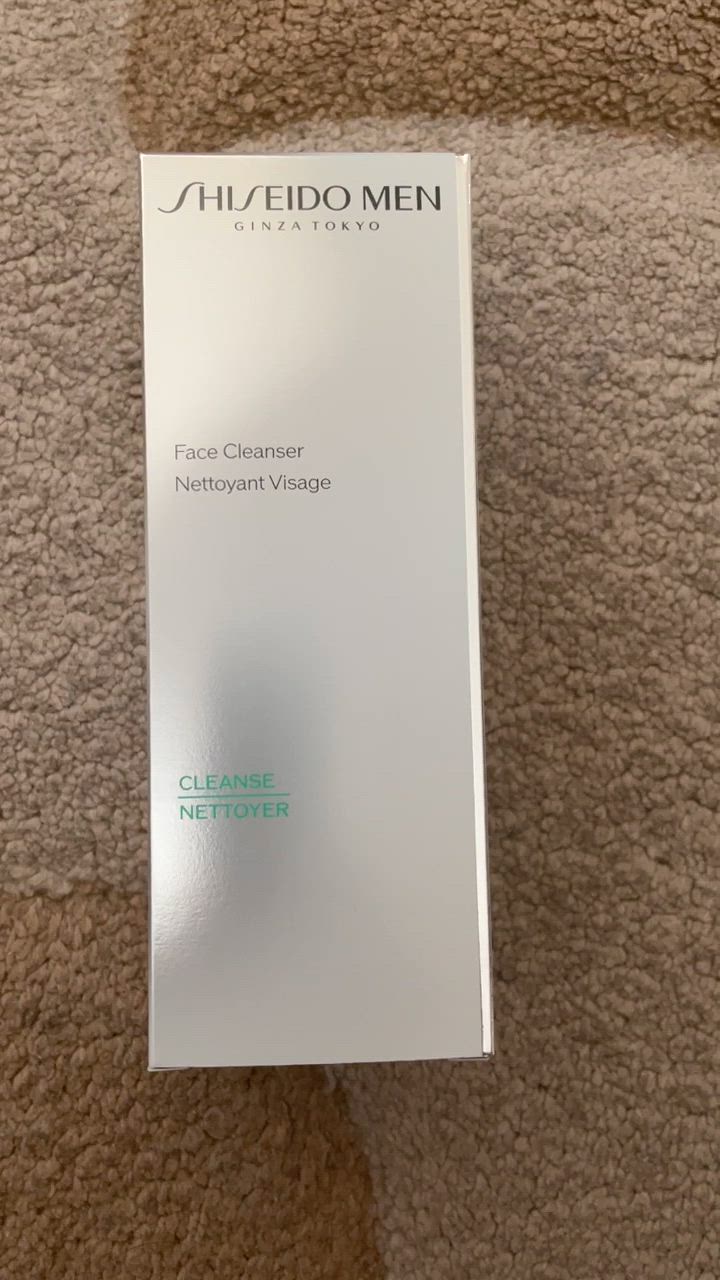 SHISEIDO MEN
GINZA TOKYO
Face Cleanser
Nettoyant Visage
CLEANSE
NETTOYER